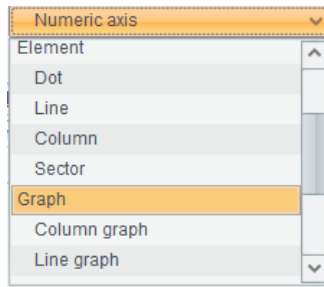 Numeric axis
Element
Dot
Line
Column
Sector
Graph
Column graph
Line graph